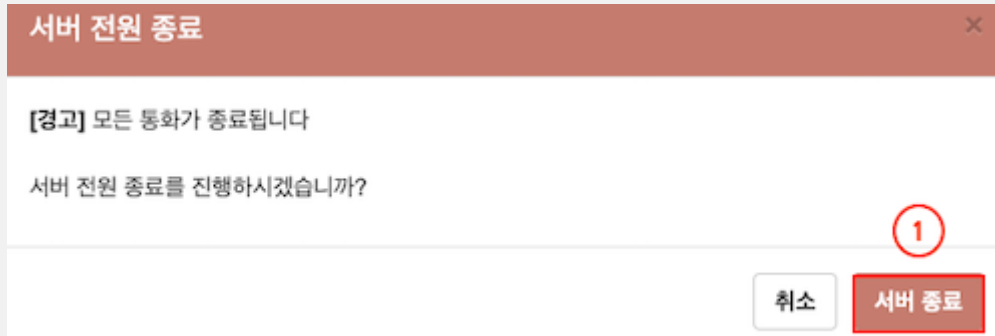 서버 전원 종료
×
[경고] 모든 통화가 종료됩니다
서버 전원 종료를 진행하시겠습니까?
1
취소
서버 종료